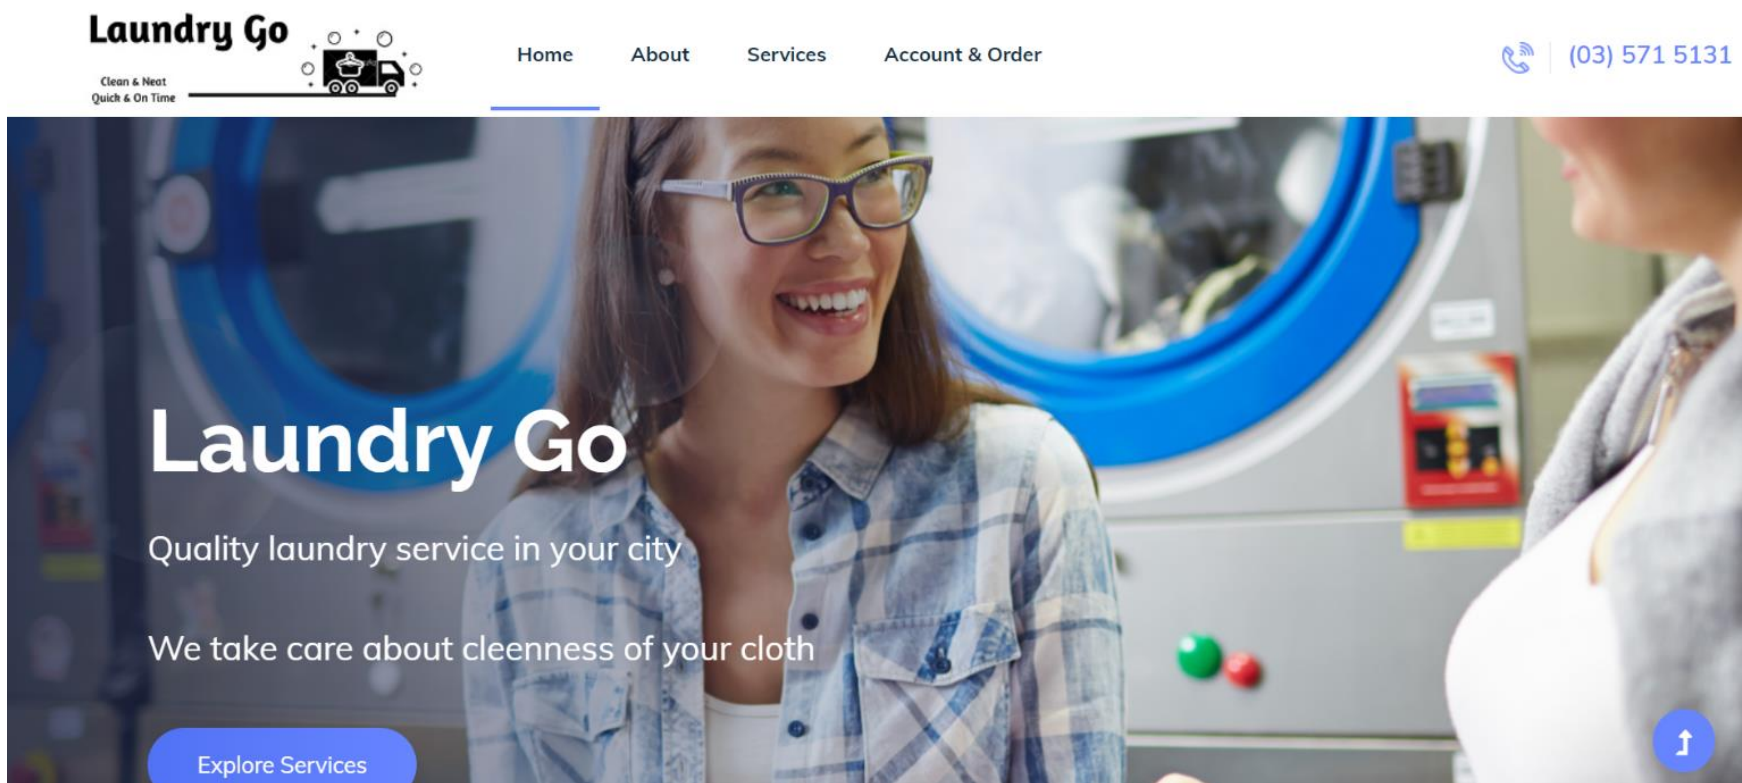 Laundry Go
Clean & Neat
Quick & On Time
Home About Services Account & Order
(03) 571 5131
Laundry Go
Quality laundry service in your city
We take care about cleenness of your cloth
Explore Services